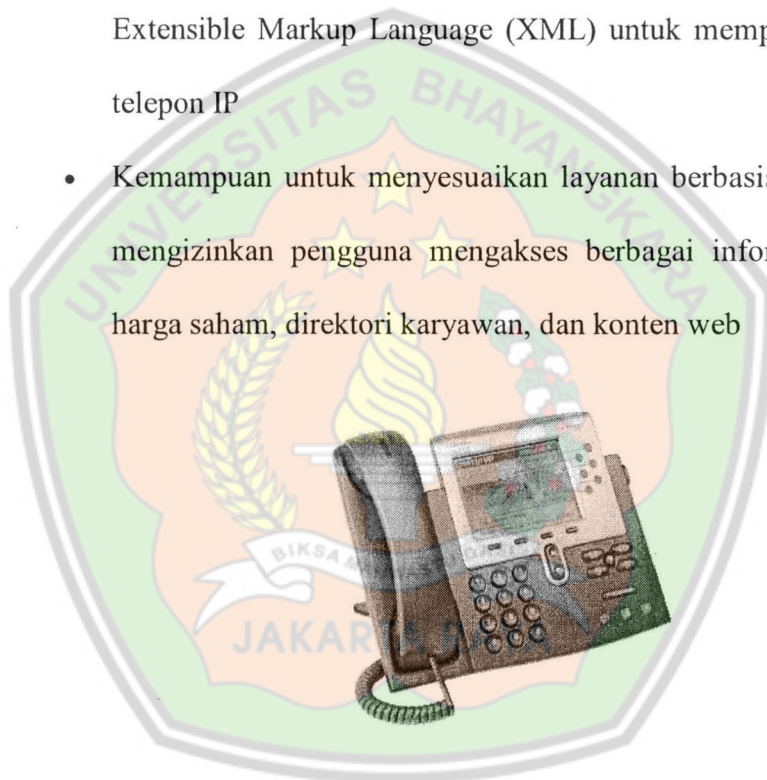 Extensible Markup Language (XML) untuk memp
telepon IP
• Kemampuan untuk menyesuaikan layanan berbasis
mengizinkan pengguna mengakses berbagai infor
harga saham, direktori karyawan, dan konten web
UNIVERSITAS BHAYANGKARA
BIKSA
JAKARTA RAYA